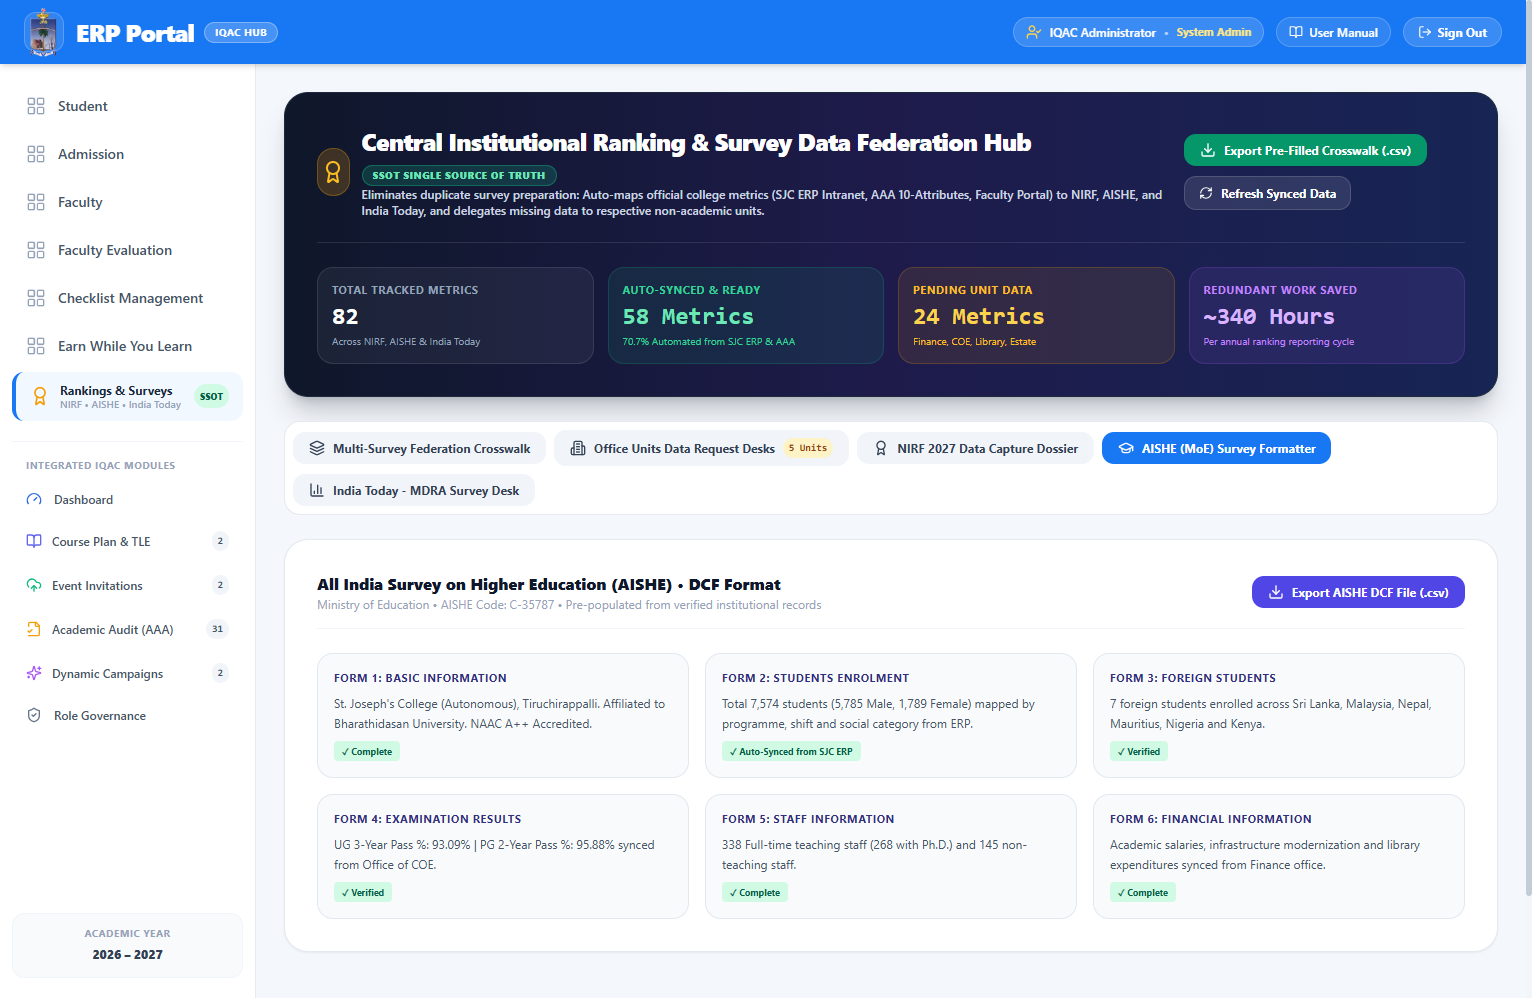 ERP Portal
IQAC HUB
IQAC Administrator • System Admin
User Manual
Sign Out
Student
Admission
Faculty
Faculty Evaluation
Checklist Management
Earn While You Learn
Rankings & Surveys
NIRF • AISHE • India Today
SSOT
INTEGRATED IQAC MODULES
Dashboard
Course Plan & TLE
2
Event Invitations
2
Academic Audit (AAA)
31
Dynamic Campaigns
2
Role Governance
ACADEMIC YEAR
2026 – 2027
Central Institutional Ranking & Survey Data Federation Hub
SSOT SINGLE SOURCE OF TRUTH
Eliminates duplicate survey preparation: Auto-maps official college metrics (SJC ERP Intranet, AAA 10-Attributes, Faculty Portal) to NIRF, AISHE, and
India Today, and delegates missing data to respective non-academic units.
Export Pre-Filled Crosswalk (.csv)
Refresh Synced Data
TOTAL TRACKED METRICS
82
Across NIRF, AISHE & India Today
AUTO-SYNCED & READY
58 Metrics
70.7% Automated from SJC ERP & AAA
PENDING UNIT DATA
24 Metrics
Finance, COE, Library, Estate
REDUNDANT WORK SAVED
~340 Hours
Per annual ranking reporting cycle
Multi-Survey Federation Crosswalk
Office Units Data Request Desks
5 Units
NIRF 2027 Data Capture Dossier
AISHE (MoE) Survey Formatter
India Today - MDRA Survey Desk
All India Survey on Higher Education (AISHE) • DCF Format
Ministry of Education • AISHE Code: C-35787 • Pre-populated from verified institutional records
Export AISHE DCF File (.csv)
FORM 1: BASIC INFORMATION
St. Joseph's College (Autonomous), Tiruchirappalli. Affiliated to
Bharathidasan University. NAAC A++ Accredited.
✓ Complete
FORM 2: STUDENTS ENROLMENT
Total 7,574 students (5,785 Male, 1,789 Female) mapped by
programme, shift and social category from ERP.
✓ Auto-Synced from SJC ERP
FORM 3: FOREIGN STUDENTS
7 foreign students enrolled across Sri Lanka, Malaysia, Nepal,
Mauritius, Nigeria and Kenya.
✓ Verified
FORM 4: EXAMINATION RESULTS
UG 3-Year Pass %: 93.09% | PG 2-Year Pass %: 95.88% synced
from Office of COE.
✓ Verified
FORM 5: STAFF INFORMATION
338 Full-time teaching staff (268 with Ph.D.) and 145 non-
teaching staff.
✓ Complete
FORM 6: FINANCIAL INFORMATION
Academic salaries, infrastructure modernization and library
expenditures synced from Finance office.
✓ Complete